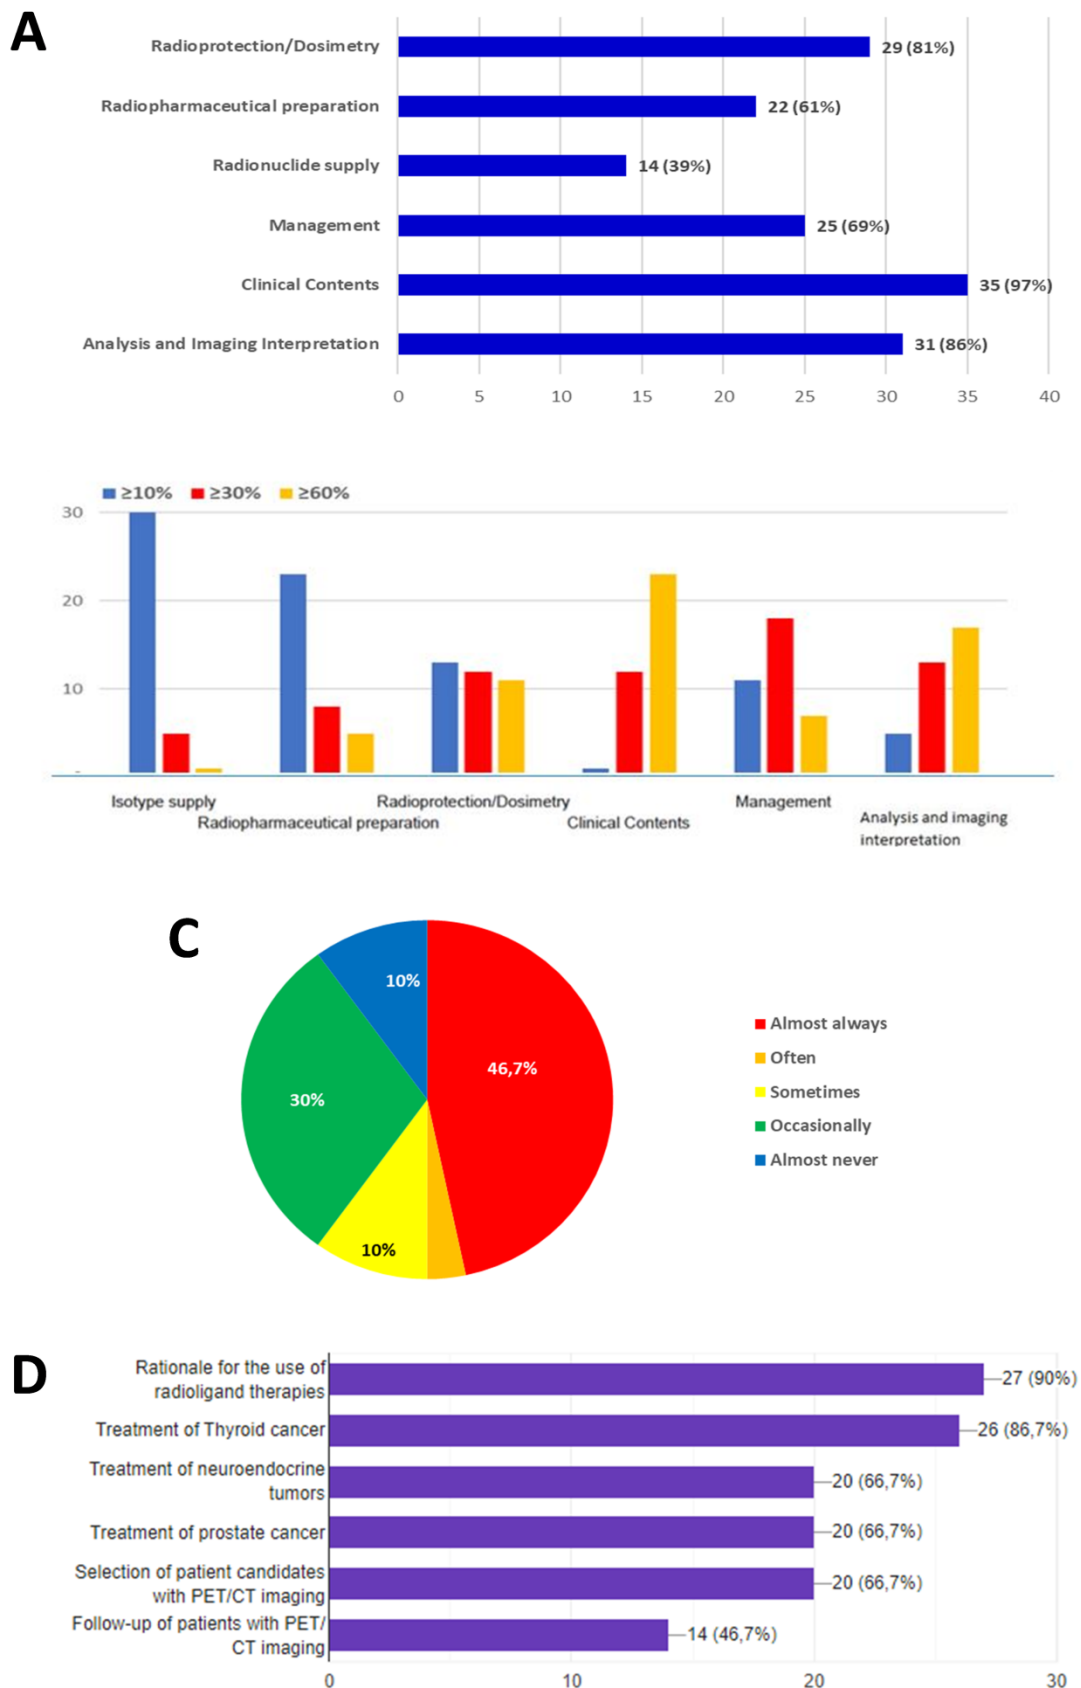 A
Radioprotection/Dosimetry
29 (81%)
Radiopharmaceutical preparation
22 (61%)
Radionuclide supply
14 (39%)
Management
25 (69%)
Clinical Contents
35 (97%)
Analysis and Imaging Interpretation
31 (86%)
0 5 10 15 20 25 30 35 40
≥10% ≥30% ≥60%
30
20
10
-
Isotype supply
Radiopharmaceutical preparation
Radioprotection/Dosimetry
Clinical Contents
Management
Analysis and imaging
interpretation
C
10%
46,7%
30%
10%
Almost always
Often
Sometimes
Occasionally
Almost never
D
Rationale for the use of
radioligand therapies
27 (90%)
Treatment of Thyroid cancer
26 (86,7%)
Treatment of neuroendocrine
tumors
20 (66,7%)
Treatment of prostate cancer
20 (66,7%)
Selection of patient candidates
with PET/CT imaging
20 (66,7%)
Follow-up of patients with PET/
CT imaging
14 (46,7%)
0 10 20 30